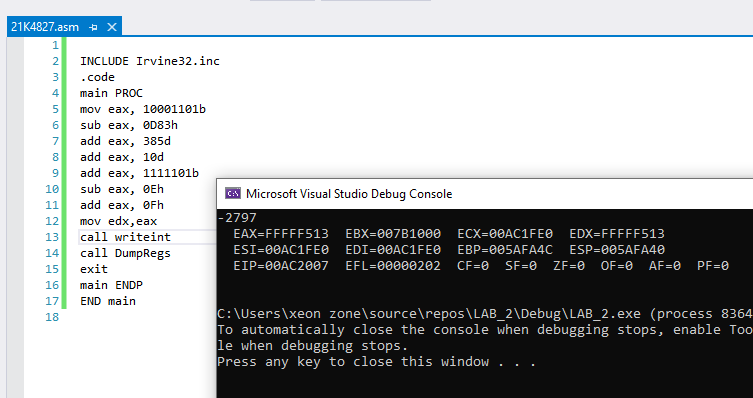 21K4827.asm
1
2 INCLUDE Irvine32.inc
3 .code
4 main PROC
5 mov eax, 10001101b
6 sub eax, 0D83h
7 add eax, 385d
8 add eax, 10d
9 add eax, 1111101b
10 sub eax, 0Eh
11 add eax, 0Fh
12 mov edx,eax
13 call writeint
14 call DumpRegs
15 exit
16 main ENDP
17 END main
18
C:\ Microsoft Visual Studio Debug Console
-2797
EAX=FFFFF513 EBX=007B1000 ECX=00AC1FE0 EDX=FFFFF513
ESI=00AC1FE0 EDI=00AC1FE0 EBP=005AFA4C ESP=005AFA40
EIP=00AC2007 EFL=00000202 CF=0 SF=0 ZF=0 OF=0 AF=0 PF=0
C:\Users\xeon zone\source\repos\LAB_2\Debug\LAB_2.exe (process 8364
To automatically close the console when debugging stops, enable Too
le when debugging stops.
Press any key to close this window . . .